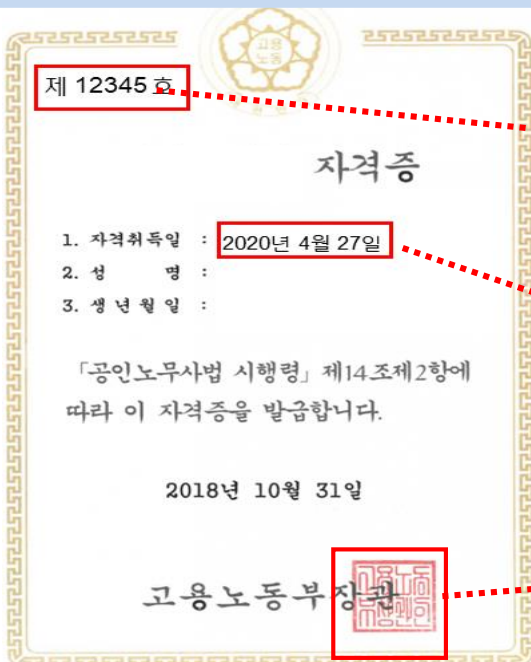 고용
노동
제 12345 호
자격증
1. 자격취득일 : 2020년 4월 27일
2. 성 명 :
3. 생년월일 :
「공인노무사법 시행령」 제14조제2항에
따라 이 자격증을 발급합니다.
2018년 10월 31일
고용노동부장관